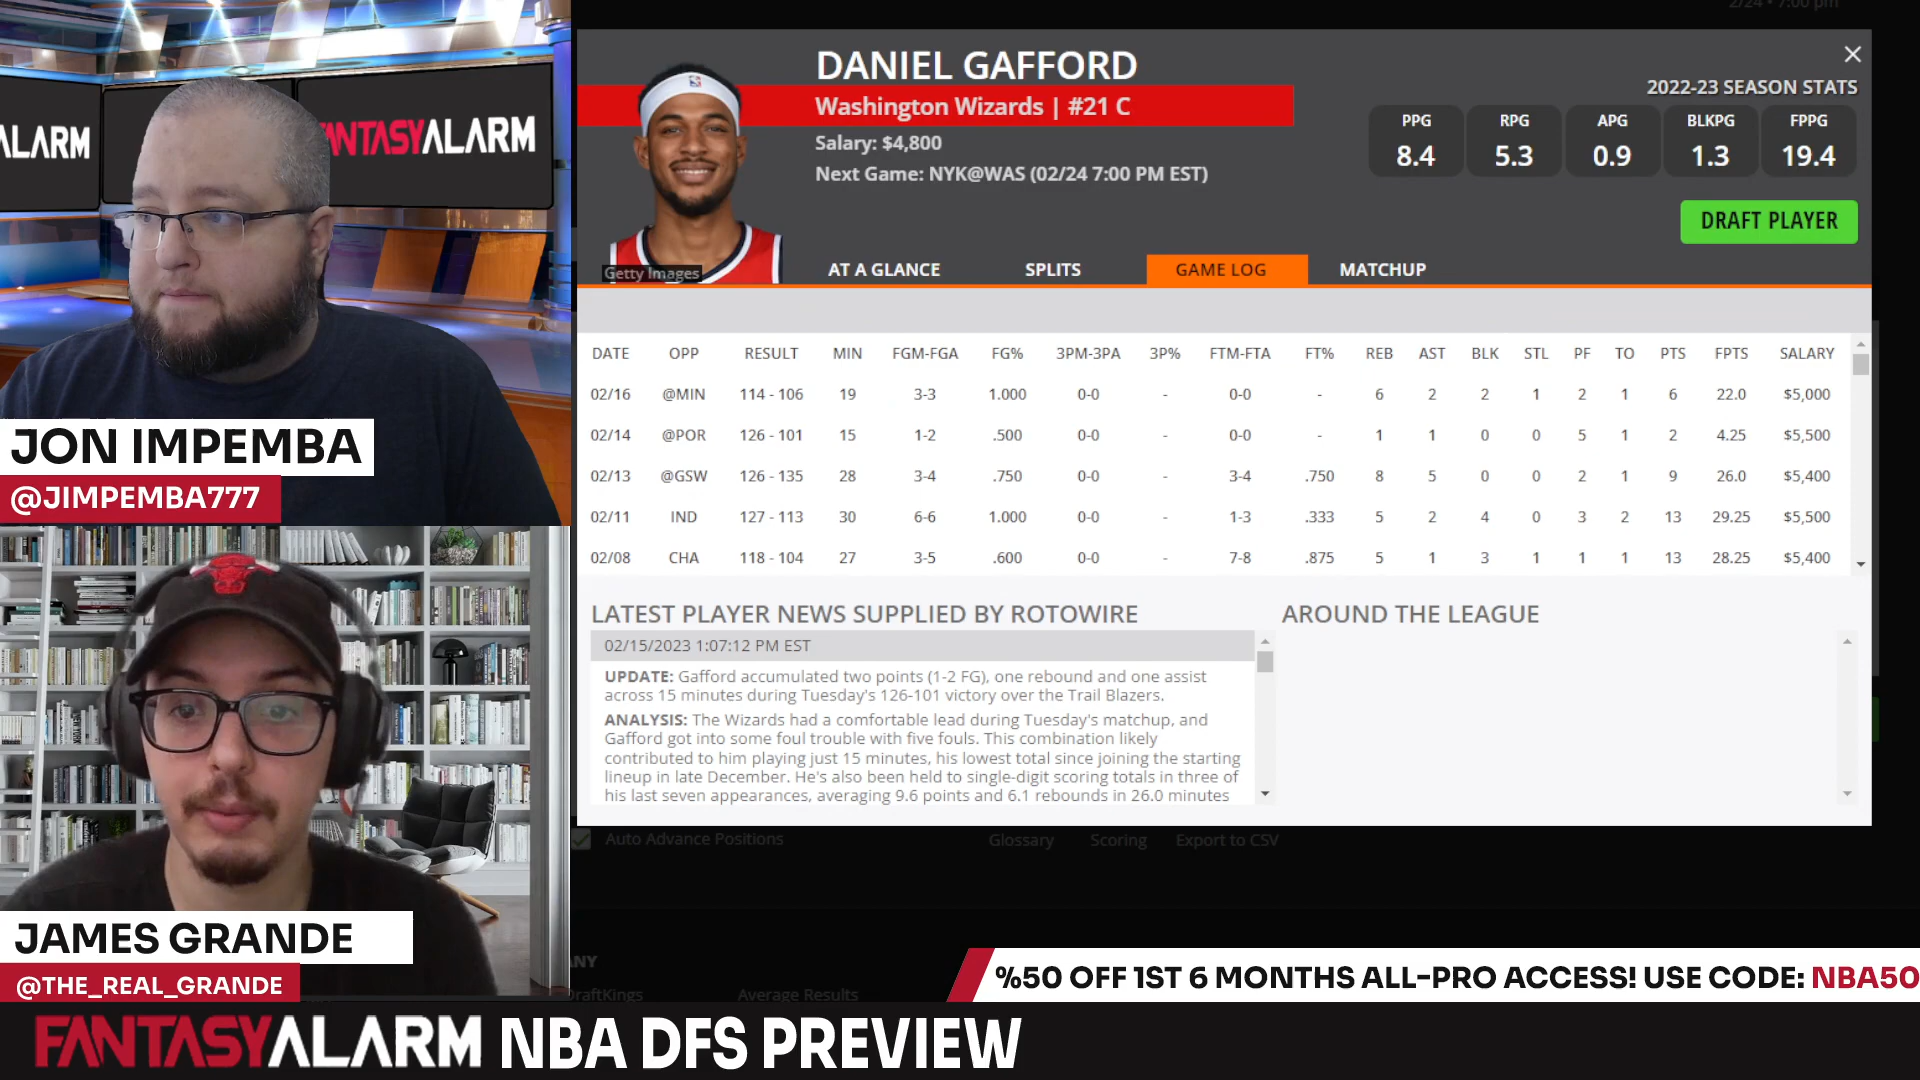 2/24 • 7:00 pm
ALARM
FANTASYALARM
JON IMPEMBA
@JIMPEMBA777
JAMES GRANDE
@THE_REAL_GRANDE
DANIEL GAFFORD
Washington Wizards | #21 C
Salary: $4,800
Next Game: NYK@WAS (02/24 7:00 PM EST)
Getty Images
2022-23 SEASON STATS
PPG RPG APG BLKPG FPPG
8.4 5.3 0.9 1.3 19.4
DRAFT PLAYER
AT A GLANCE SPLITS GAME LOG MATCHUP
DATE OPP RESULT MIN FGM-FGA FG% 3PM-3PA 3P% FTM-FTA FT% REB AST BLK STL PF TO PTS FPTS SALARY
02/16 @MIN 114 - 106 19 3-3 1.000 0-0 - 0-0 - 6 2 2 1 2 1 6 22.0 $5,000
02/14 @POR 126 - 101 15 1-2 .500 0-0 - 0-0 - 1 1 0 0 5 1 2 4.25 $5,500
02/13 @GSW 126 - 135 28 3-4 .750 0-0 - 3-4 .750 8 5 0 0 2 1 9 26.0 $5,400
02/11 IND 127 - 113 30 6-6 1.000 0-0 - 1-3 .333 5 2 4 0 3 2 13 29.25 $5,500
02/08 CHA 118 - 104 27 3-5 .600 0-0 - 7-8 .875 5 1 3 1 1 1 13 28.25 $5,400
LATEST PLAYER NEWS SUPPLIED BY ROTOWIRE
02/15/2023 1:07:12 PM EST
UPDATE: Gafford accumulated two points (1-2 FG), one rebound and one assist
across 15 minutes during Tuesday's 126-101 victory over the Trail Blazers.
ANALYSIS: The Wizards had a comfortable lead during Tuesday's matchup, and
Gafford got into some foul trouble with five fouls. This combination likely
contributed to him playing just 15 minutes, his lowest total since joining the starting
lineup in late December. He's also been held to single-digit scoring totals in three of
his last seven appearances, averaging 9.6 points and 6.1 rebounds in 26.0 minutes
AROUND THE LEAGUE
Auto Advance Positions Glossary Scoring Export to CSV
ANY
DraftKings Average Results
%50 OFF 1ST 6 MONTHS ALL-PRO ACCESS! USE CODE: NBA50
FANTASYALARM NBA DFS PREVIEW